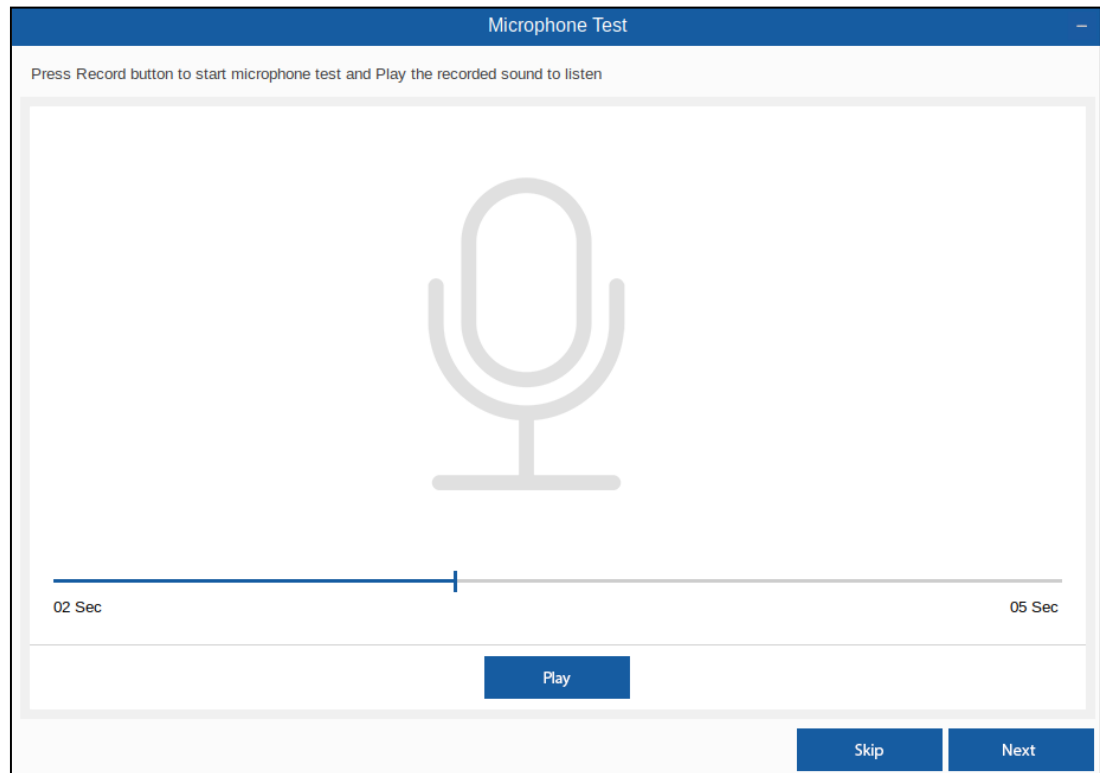 Microphone Test
Press Record button to start microphone test and Play the recorded sound to listen
02 Sec
05 Sec
Play
Skip
Next